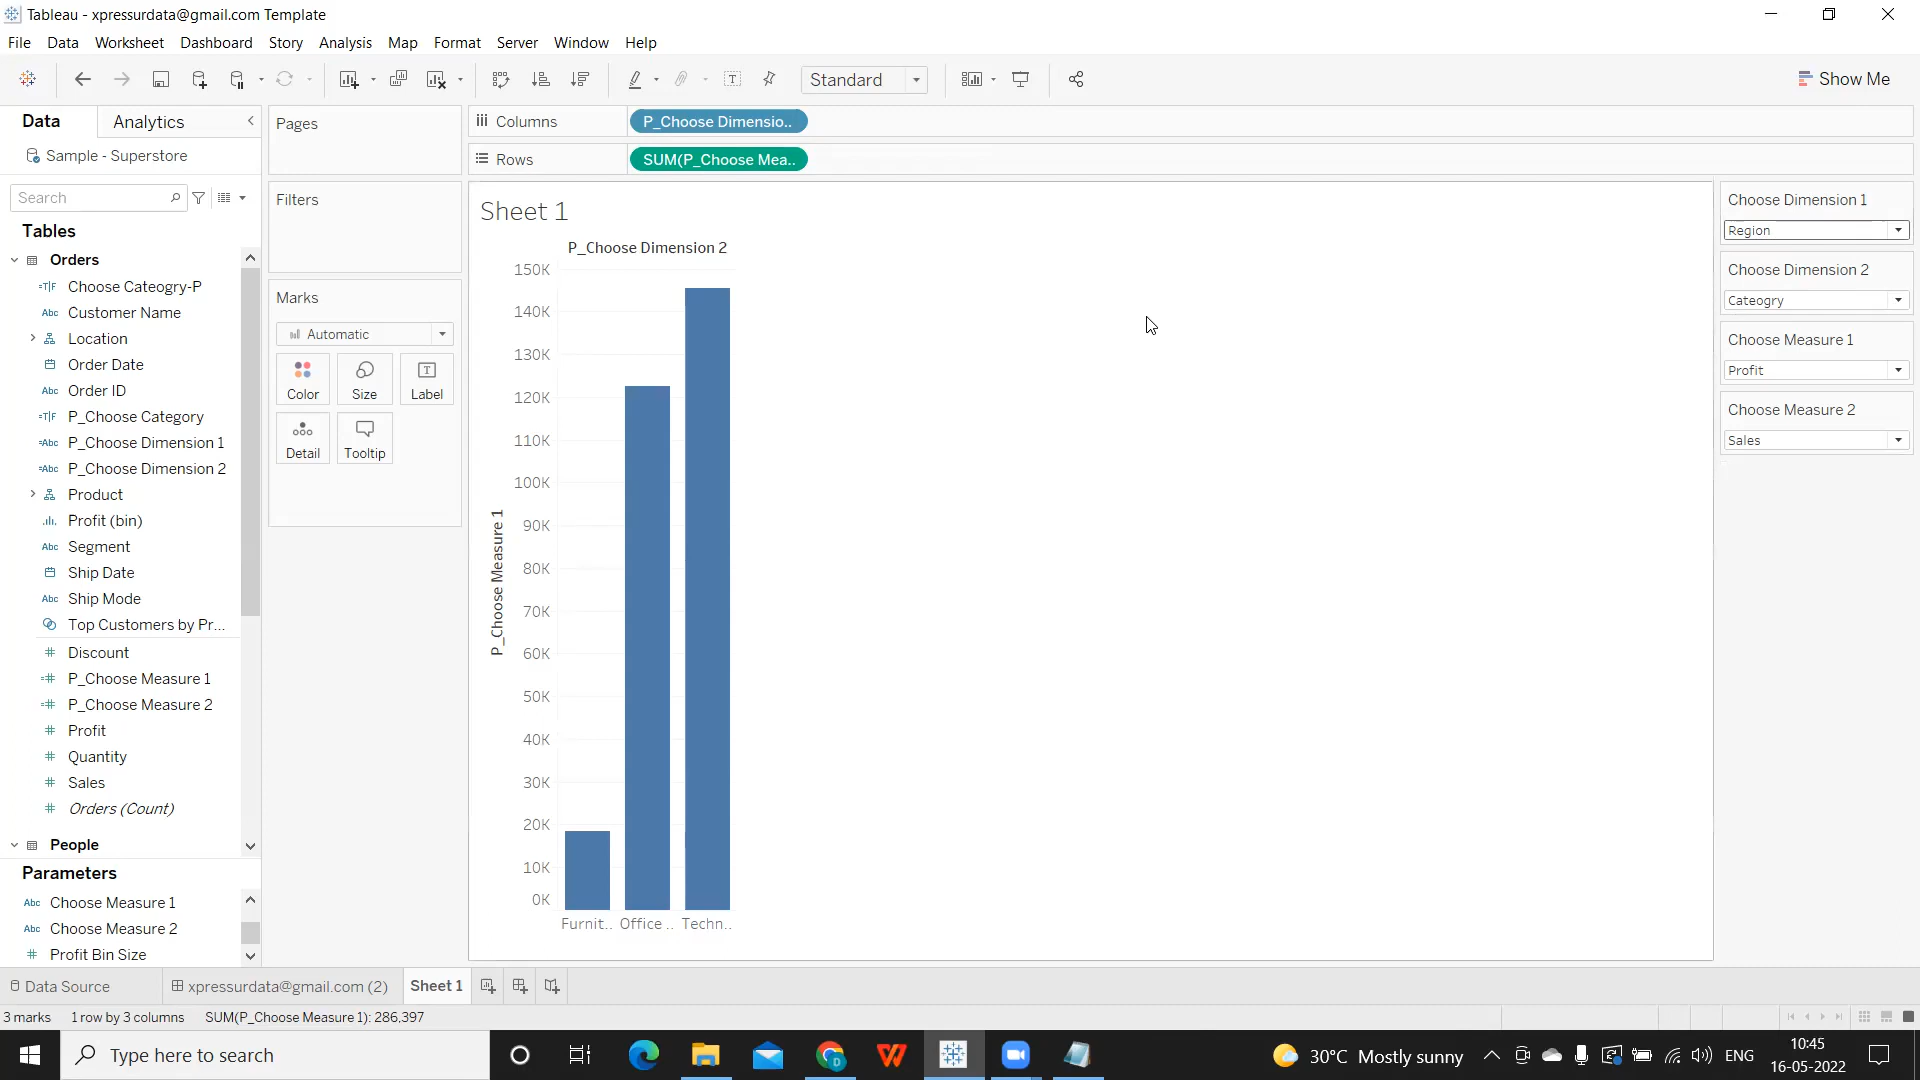 Tableau - xpressurdata@gmail.com Template
File Data Worksheet Dashboard Story Analysis Map Format Server Window Help
Standard
Show Me
Data Analytics
Sample - Superstore
Search
Tables
Orders
Choose Cateogry-P
Customer Name
Location
Order Date
Order ID
P_Choose Category
P_Choose Dimension 1
P_Choose Dimension 2
Product
Profit (bin)
Segment
Ship Date
Ship Mode
Top Customers by Pr...
Discount
P_Choose Measure 1
P_Choose Measure 2
Profit
Quantity
Sales
Orders (Count)
People
Parameters
Choose Measure 1
Choose Measure 2
Profit Bin Size
Pages
Filters
Marks
Automatic
Color Size Label
Detail Tooltip
Columns P_Choose Dimensio..
Rows SUM(P_Choose Mea..
Sheet 1
P_Choose Dimension 2
P_Choose Measure 1
150K
140K
130K
120K
110K
100K
90K
80K
70K
60K
50K
40K
30K
20K
10K
0K
Furnit.. Office .. Techn..
Choose Dimension 1
Region
Choose Dimension 2
Cateogry
Choose Measure 1
Profit
Choose Measure 2
Sales
Data Source xpressurdata@gmail.com (2) Sheet 1
3 marks 1 row by 3 columns SUM(P_Choose Measure 1): 286,397
Type here to search
30°C Mostly sunny
ENG
10:45
16-05-2022